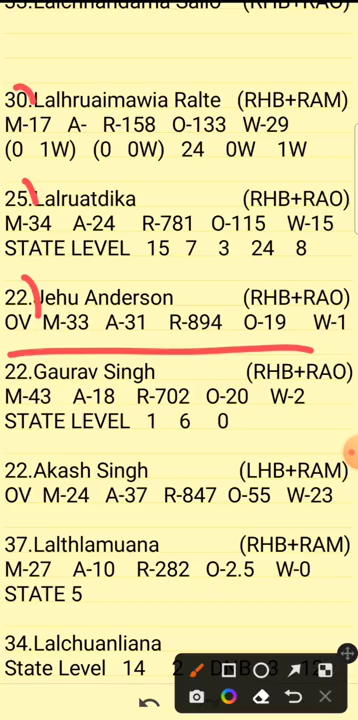 30.Lalhruaimawia Ralte (RHB+RAM)
M-17 A- R-158 O-133 W-29
(0 1W) (0 0W) 24 0W 1W
25.Lalruatdika (RHB+RAO)
M-34 A-24 R-781 O-115 W-15
STATE LEVEL 15 7 3 24 8
22.Jehu Anderson (RHB+RAO)
OV M-33 A-31 R-894 O-19 W-1
22.Gaurav Singh (RHB+RAO)
M-43 A-18 R-702 O-20 W-2
STATE LEVEL 1 6 0
22.Akash Singh (LHB+RAM)
OV M-24 A-37 R-847 O-55 W-23
37.Lalthlamuana (RHB+RAM)
M-27 A-10 R-282 O-2.5 W-0
STATE 5
34.Lalchuanliana
State Level 14 2 DNB 3 12